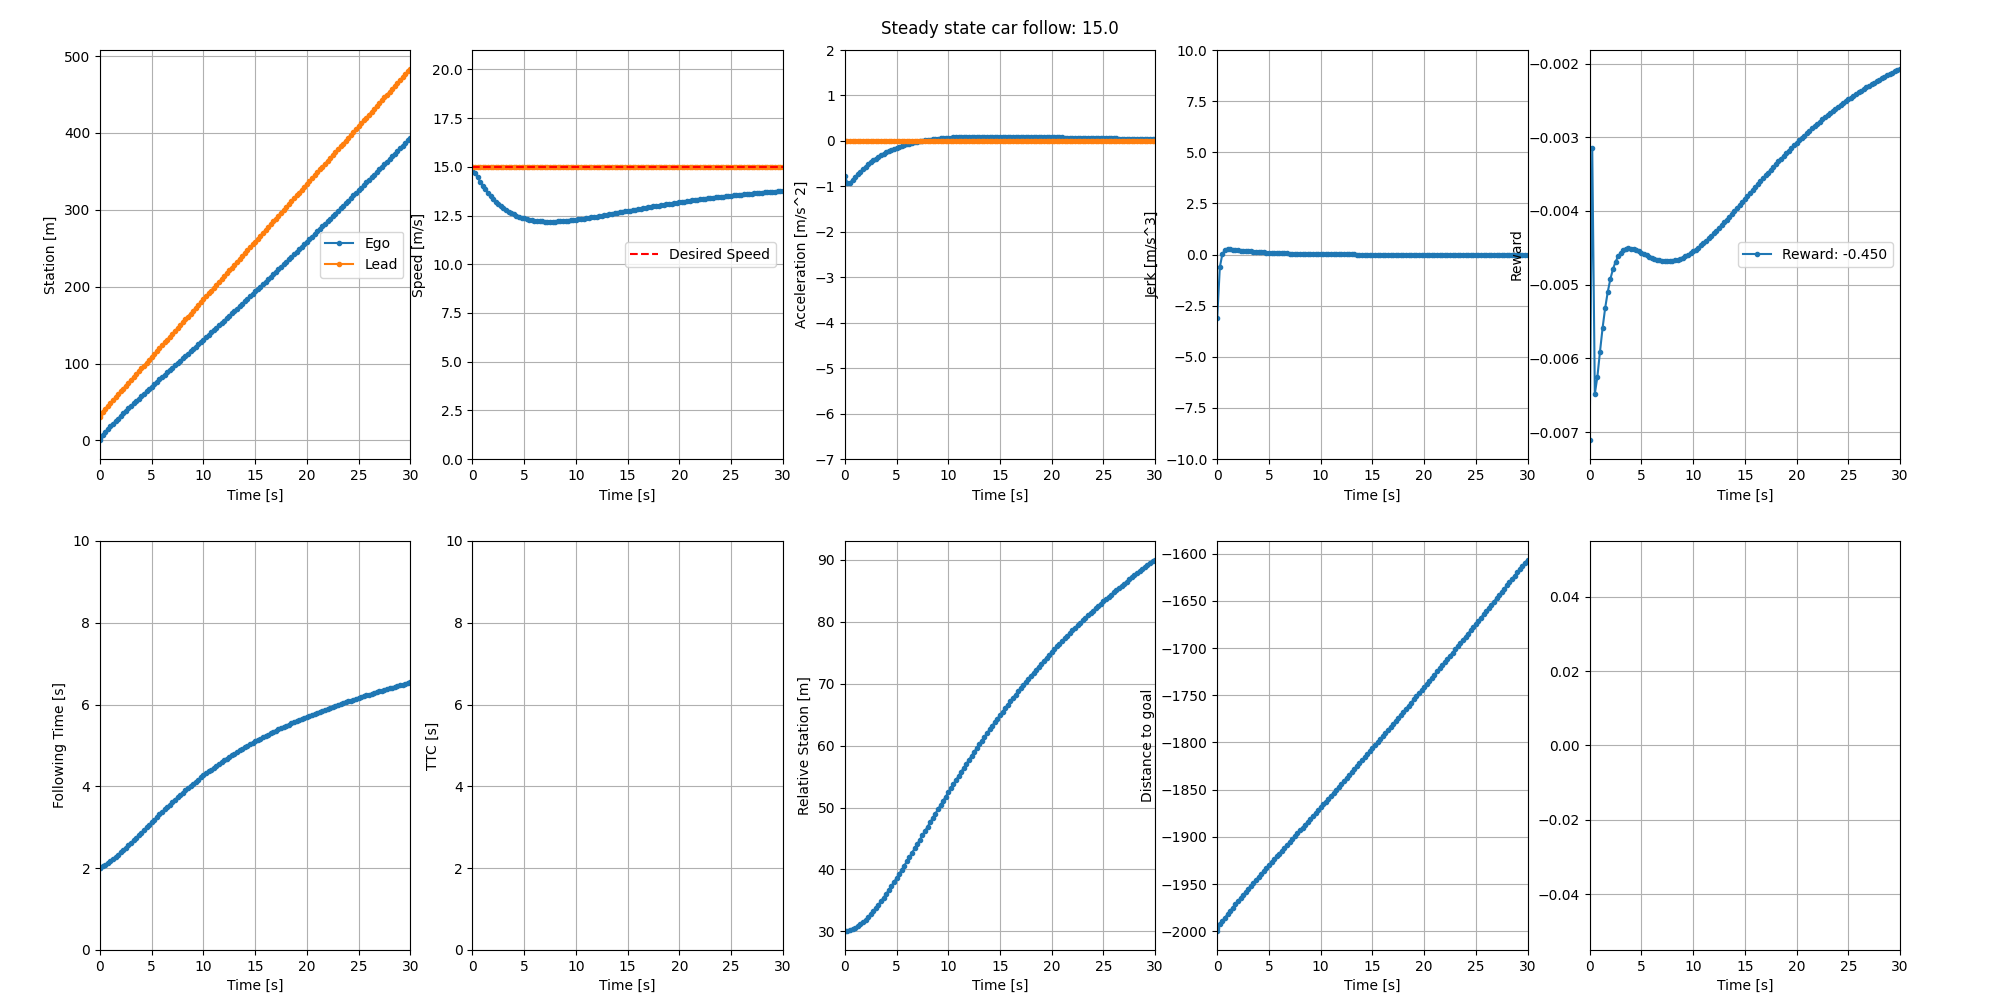 Steady state car follow: 15.0
Station [m]
500
400
300
200
100
0
Ego
Lead
0 5 10 15 20 25 30
Time [s]
Speed [m/s]
20.0
17.5
15.0
12.5
10.0
7.5
5.0
2.5
0.0
Desired Speed
0 5 10 15 20 25 30
Time [s]
Acceleration [m/s^2]
2
1
0
−1
−2
−3
−4
−5
−6
−7
0 5 10 15 20 25 30
Time [s]
Jerk [m/s^3]
10.0
7.5
5.0
2.5
0.0
−2.5
−5.0
−7.5
−10.0
0 5 10 15 20 25 30
Time [s]
Reward
−0.002
−0.003
−0.004
−0.005
−0.006
−0.007
Reward: -0.450
0 5 10 15 20 25 30
Time [s]
Following Time [s]
10
8
6
4
2
0
0 5 10 15 20 25 30
Time [s]
TTC [s]
10
8
6
4
2
0
0 5 10 15 20 25 30
Time [s]
Relative Station [m]
90
80
70
60
50
40
30
0 5 10 15 20 25 30
Time [s]
Distance to goal
−1600
−1650
−1700
−1750
−1800
−1850
−1900
−1950
−2000
0 5 10 15 20 25 30
Time [s]
0.04
0.02
0.00
−0.02
−0.04
0 5 10 15 20 25 30
Time [s]